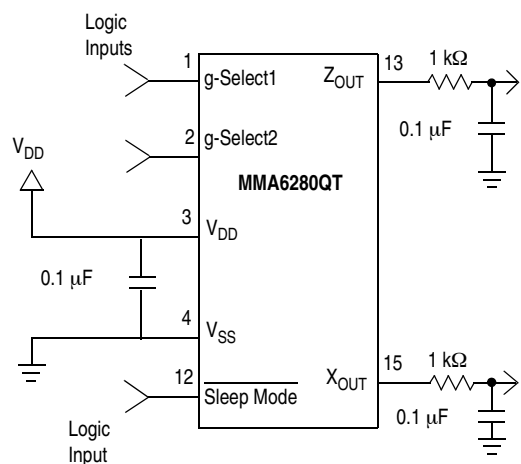 Logic
Inputs
1
g-Select1
2
g-Select2
MMA6280QT
V_DD
3
V_DD
0.1 μF
4
V_SS
12
Sleep Mode
Logic
Input
Z_OUT
13
1 kΩ
0.1 μF
X_OUT
15
1 kΩ
0.1 μF